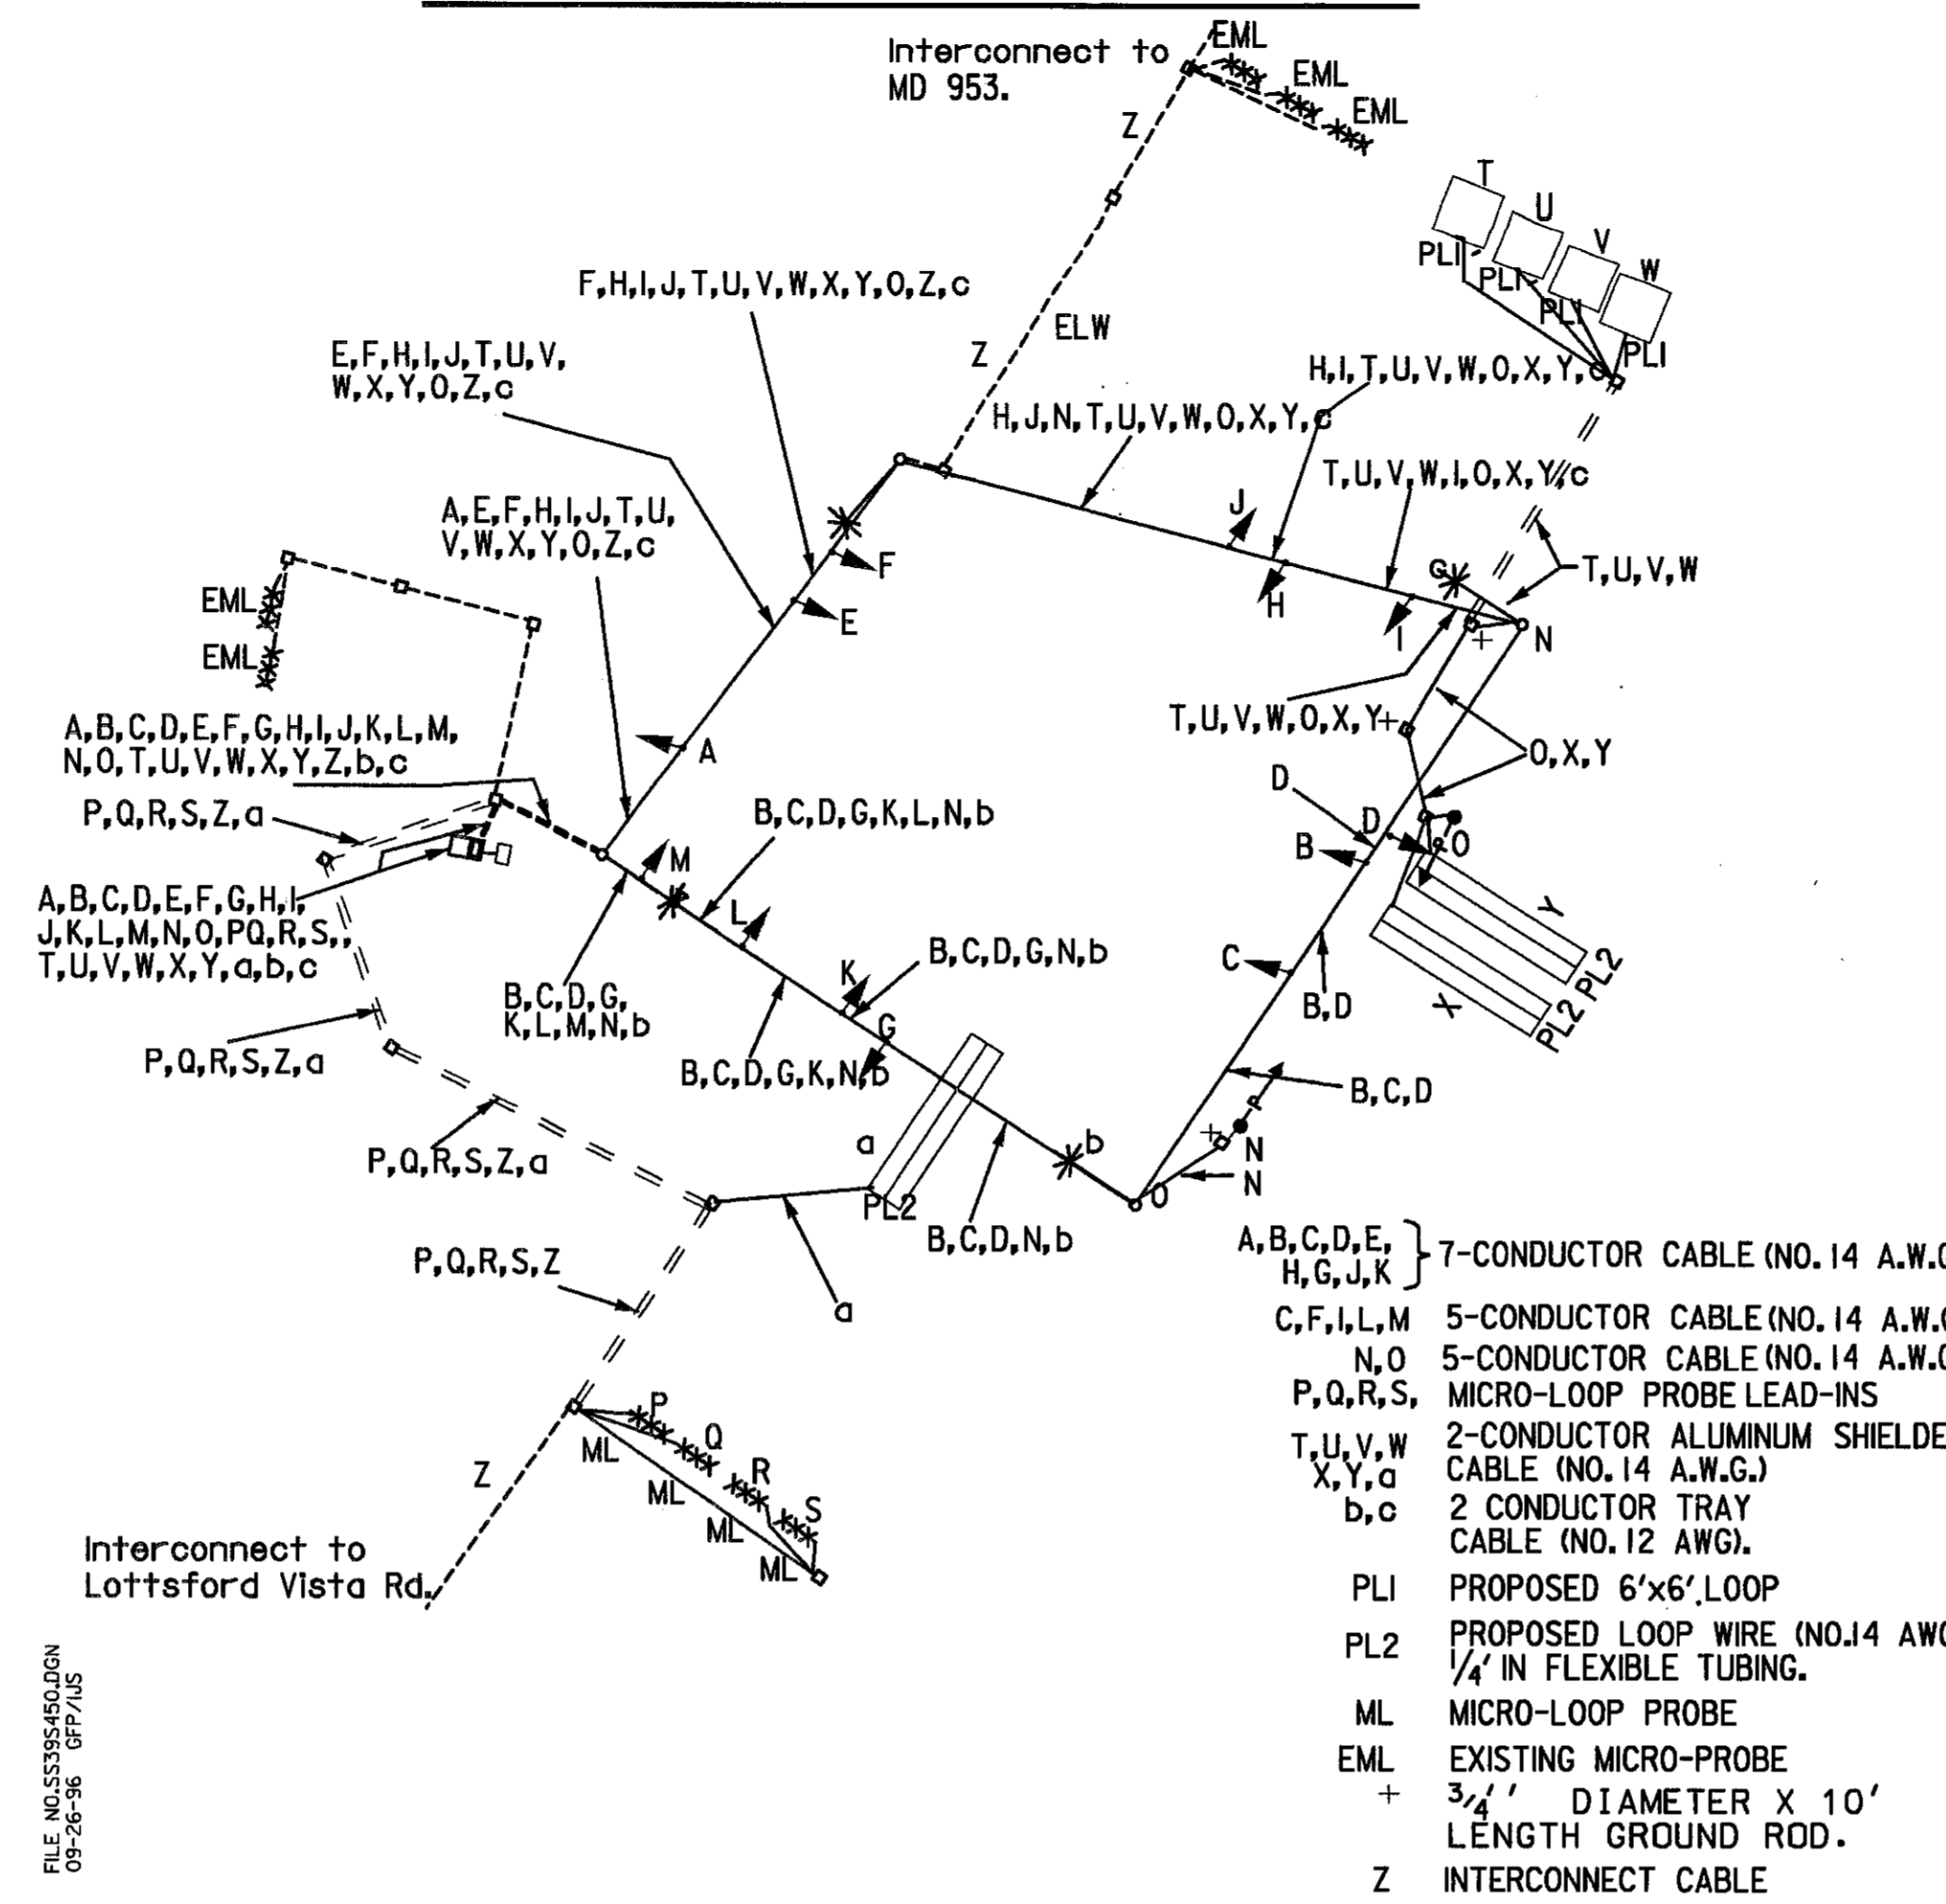 Interconnect to
MD 953.
EML
EML
EML
Z
T
U
V
W
PLI
PLI
PLI
PLI
F,H,I,J,T,U,V,W,X,Y,O,Z,c
ELW
Z
E,F,H,I,J,T,U,V,
W,X,Y,O,Z,c
H,I,T,U,V,W,O,X,Y,c
H,J,N,T,U,V,W,O,X,Y,c
T,U,V,W,I,O,X,Y,c
A,E,F,H,I,J,T,U,
V,W,X,Y,O,Z,c
J
F
G
T,U,V,W
E
H
I
+
N
EML
EML
A,B,C,D,E,F,G,H,I,J,K,L,M,
N,O,T,U,V,W,X,Y,Z,b,c
A
T,U,V,W,O,X,Y
+
O,X,Y
D
P,Q,R,S,Z,a
B,C,D,G,K,L,N,b
D
B
O
M
A,B,C,D,E,F,G,H,I,
J,K,L,M,N,O,PQ,R,S,,
T,U,V,W,X,Y,a,b,c
L
Y
B,C,D,G,N,b
C
K
PL2
X
B,C,D,G,
K,L,M,N,b
B,D
PL2
G
P,Q,R,S,Z,a
B,C,D,G,K,N,b
B,C,D
P
a
b
+
N
P,Q,R,S,Z,a
N
O
PL2
B,C,D,N,b
P,Q,R,S,Z
a
A,B,C,D,E,
H,G,J,K
7-CONDUCTOR CABLE (NO. 14 A.W.
C,F,I,L,M 5-CONDUCTOR CABLE (NO. 14 A.W.
N,O 5-CONDUCTOR CABLE (NO. 14 A.W.
P,Q,R,S, MICRO-LOOP PROBE LEAD-INS
T,U,V,W 2-CONDUCTOR ALUMINUM SHIELDE
X,Y,a CABLE (NO. 14 A.W.G.)
b,c 2 CONDUCTOR TRAY
CABLE (NO. 12 AWG).
PLI PROPOSED 6'x6' LOOP
PL2 PROPOSED LOOP WIRE (NO.14 AW
1/4' IN FLEXIBLE TUBING.
ML MICRO-LOOP PROBE
EML EXISTING MICRO-PROBE
+ 3/4'' DIAMETER X 10'
LENGTH GROUND ROD.
Z INTERCONNECT CABLE
P
Q
R
S
ML
ML
ML
ML
Z
Interconnect to
Lottsford Vista Rd.
FILE NO.SS39S450.DGN
09-26-96 GFP/IJS